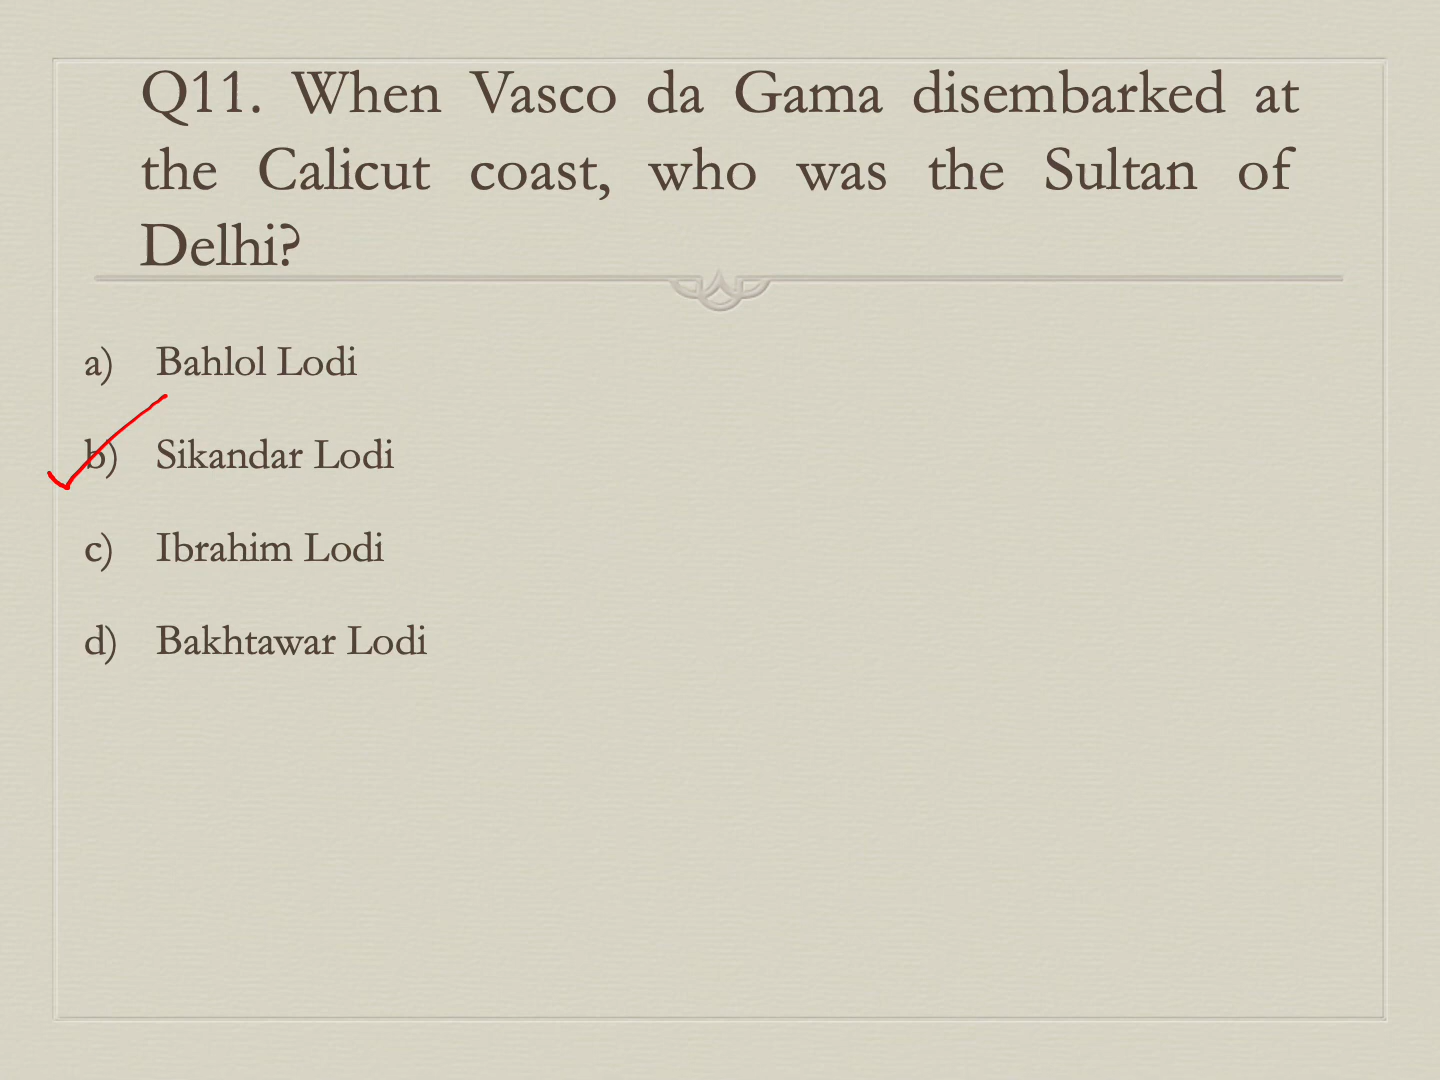 Q11. When Vasco da Gama disembarked at
the Calicut coast, who was the Sultan of
Delhi?
a) Bahlol Lodi
b) Sikandar Lodi
c) Ibrahim Lodi
d) Bakhtawar Lodi